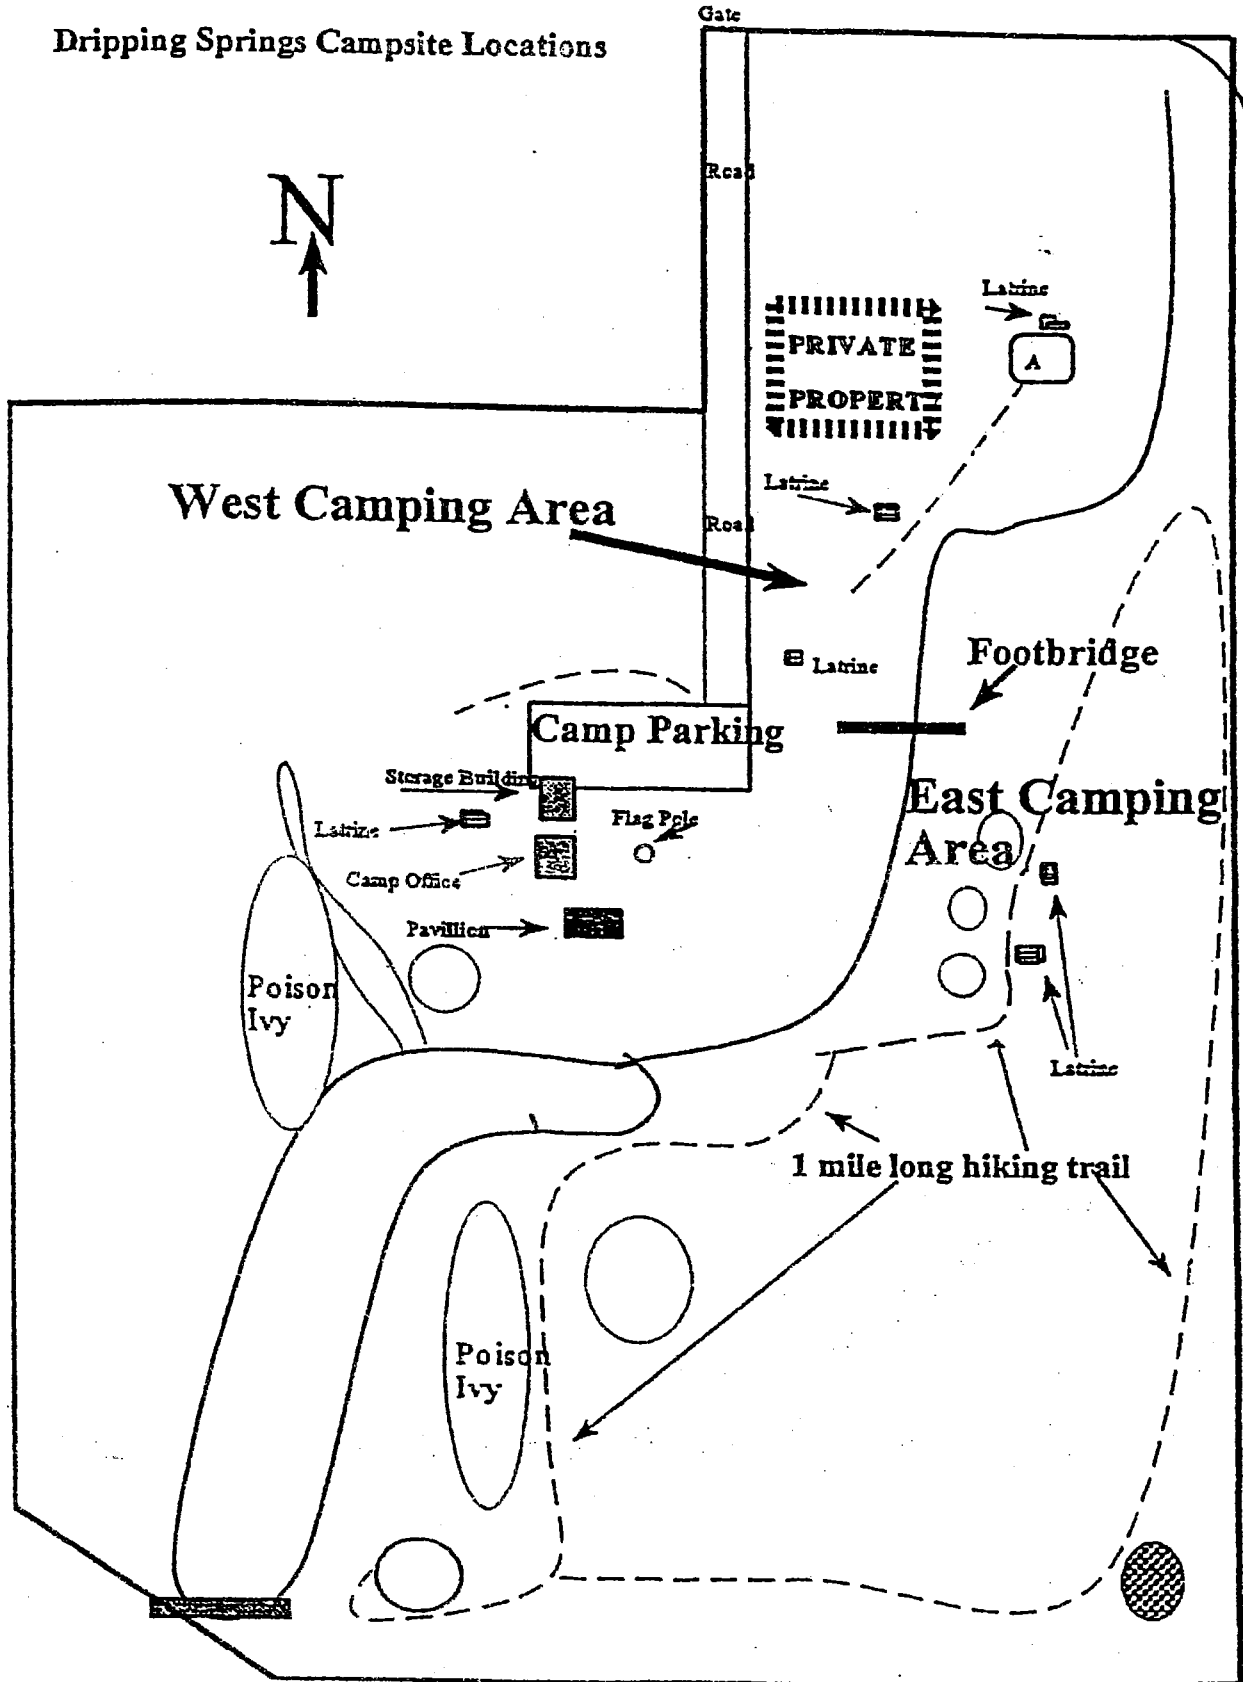 Gate
Dripping Springs Campsite Locations
Road
N
Latrine
PRIVATE
A
PROPERTY
Latrine
West Camping Area
Road
Footbridge
Latrine
Camp Parking
Storage Building
East Camping
Flag Pole
Latrine
Area
Camp Office
Pavillion
Poison
Ivy
Latrine
1 mile long hiking trail
Poison
Ivy